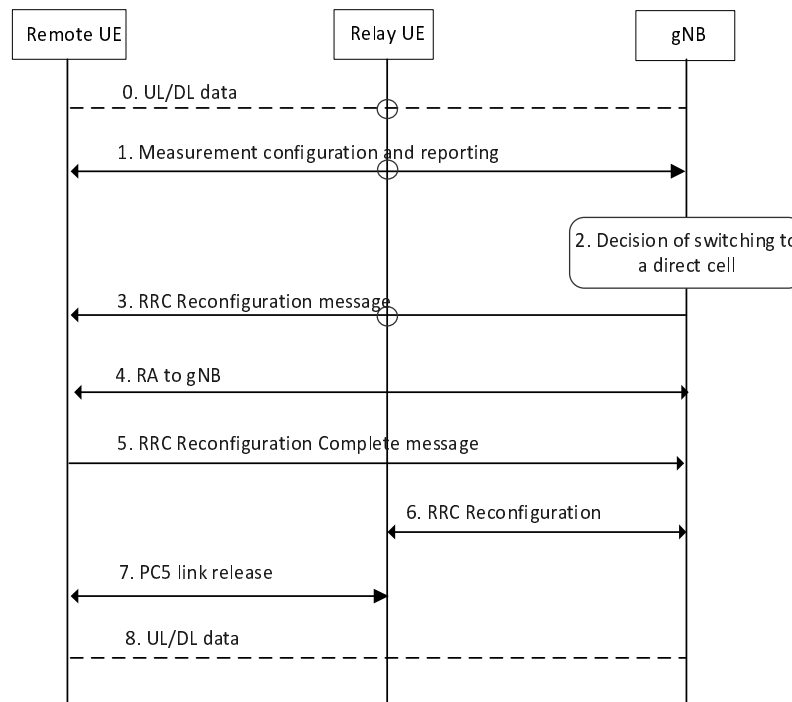 Remote UE
Relay UE
gNB
0. UL/DL data
1. Measurement configuration and reporting
2. Decision of switching to
a direct cell
3. RRC Reconfiguration message
4. RA to gNB
5. RRC Reconfiguration Complete message
6. RRC Reconfiguration
7. PC5 link release
8. UL/DL data